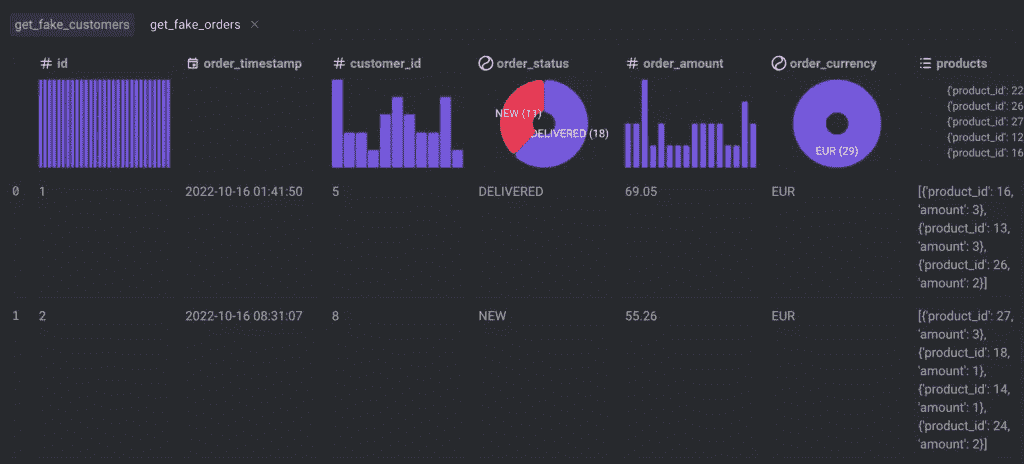 get_fake_customers get_fake_orders ×
# id order_timestamp # customer_id order_status # order_amount order_currency products
{'product_id': 22
{'product_id': 26
NEW (11) {'product_id': 27
DELIVERED (18) {'product_id': 12
EUR (29) {'product_id': 16
0 1 2022-10-16 01:41:50 5 DELIVERED 69.05 EUR [{'product_id': 16,
'amount': 3},
{'product_id': 13,
'amount': 3},
{'product_id': 26,
'amount': 2}]
1 2 2022-10-16 08:31:07 8 NEW 55.26 EUR [{'product_id': 27,
'amount': 3},
{'product_id': 18,
'amount': 1},
{'product_id': 14,
'amount': 1},
{'product_id': 24,
'amount': 2}]